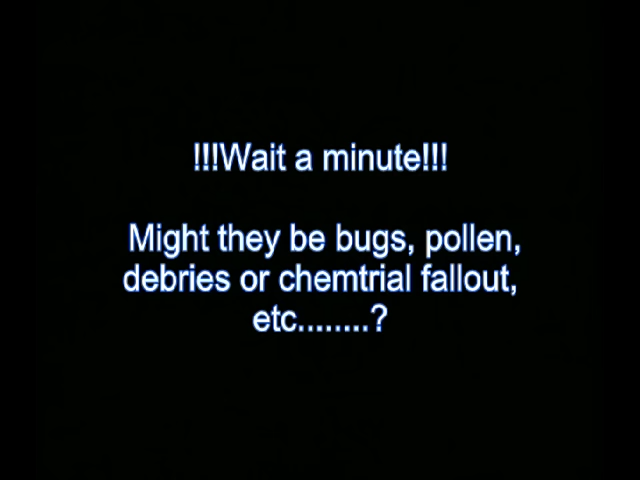 !!!Wait a minute!!!
Might they be bugs, pollen,
debries or chemtrial fallout,
etc........?